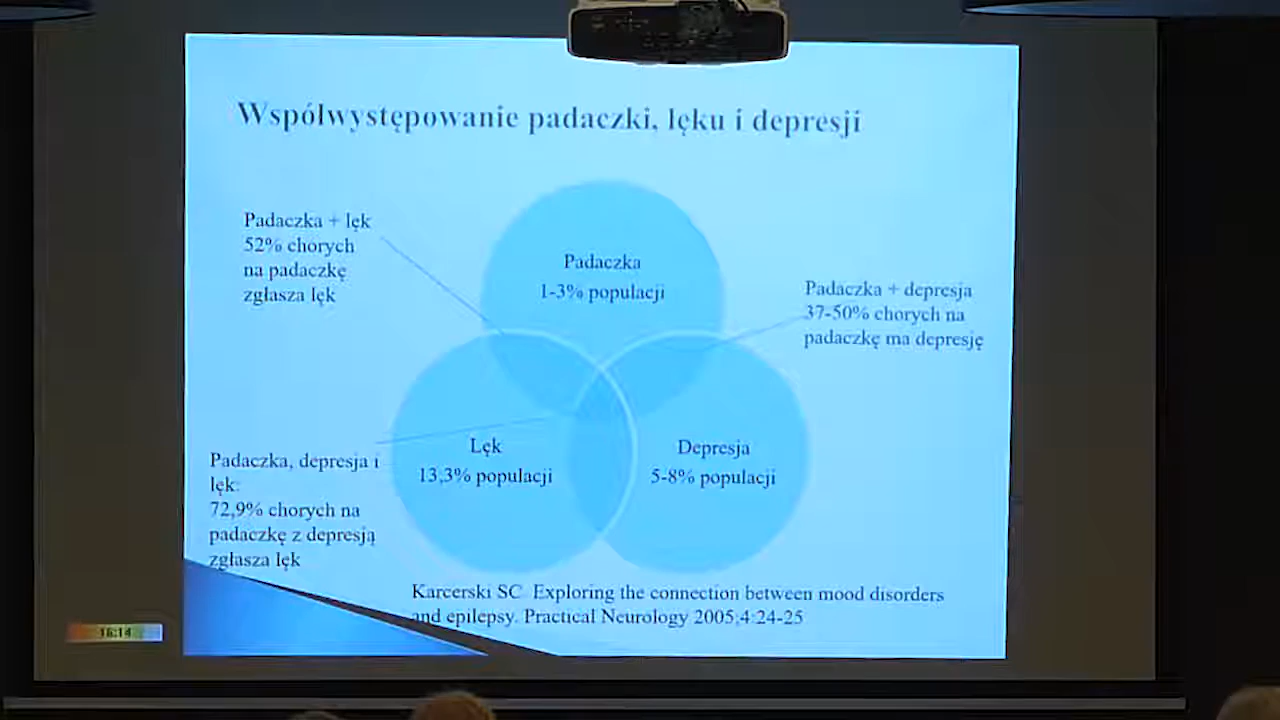 Współwystępowanie padaczki, lęku i depresji
Padaczka + lęk
52% chorych
na padaczkę
zgłasza lęk
Padaczka
1-3% populacji
Padaczka + depresja
37-50% chorych na
padaczkę ma depresję
Lęk
13,3% populacji
Depresja
5-8% populacji
Padaczka, depresja i
lęk:
72,9% chorych na
padaczkę z depresją
zgłasza lęk
Karcerski SC. Exploring the connection between mood disorders
and epilepsy. Practical Neurology 2005;4:24-25
16:14